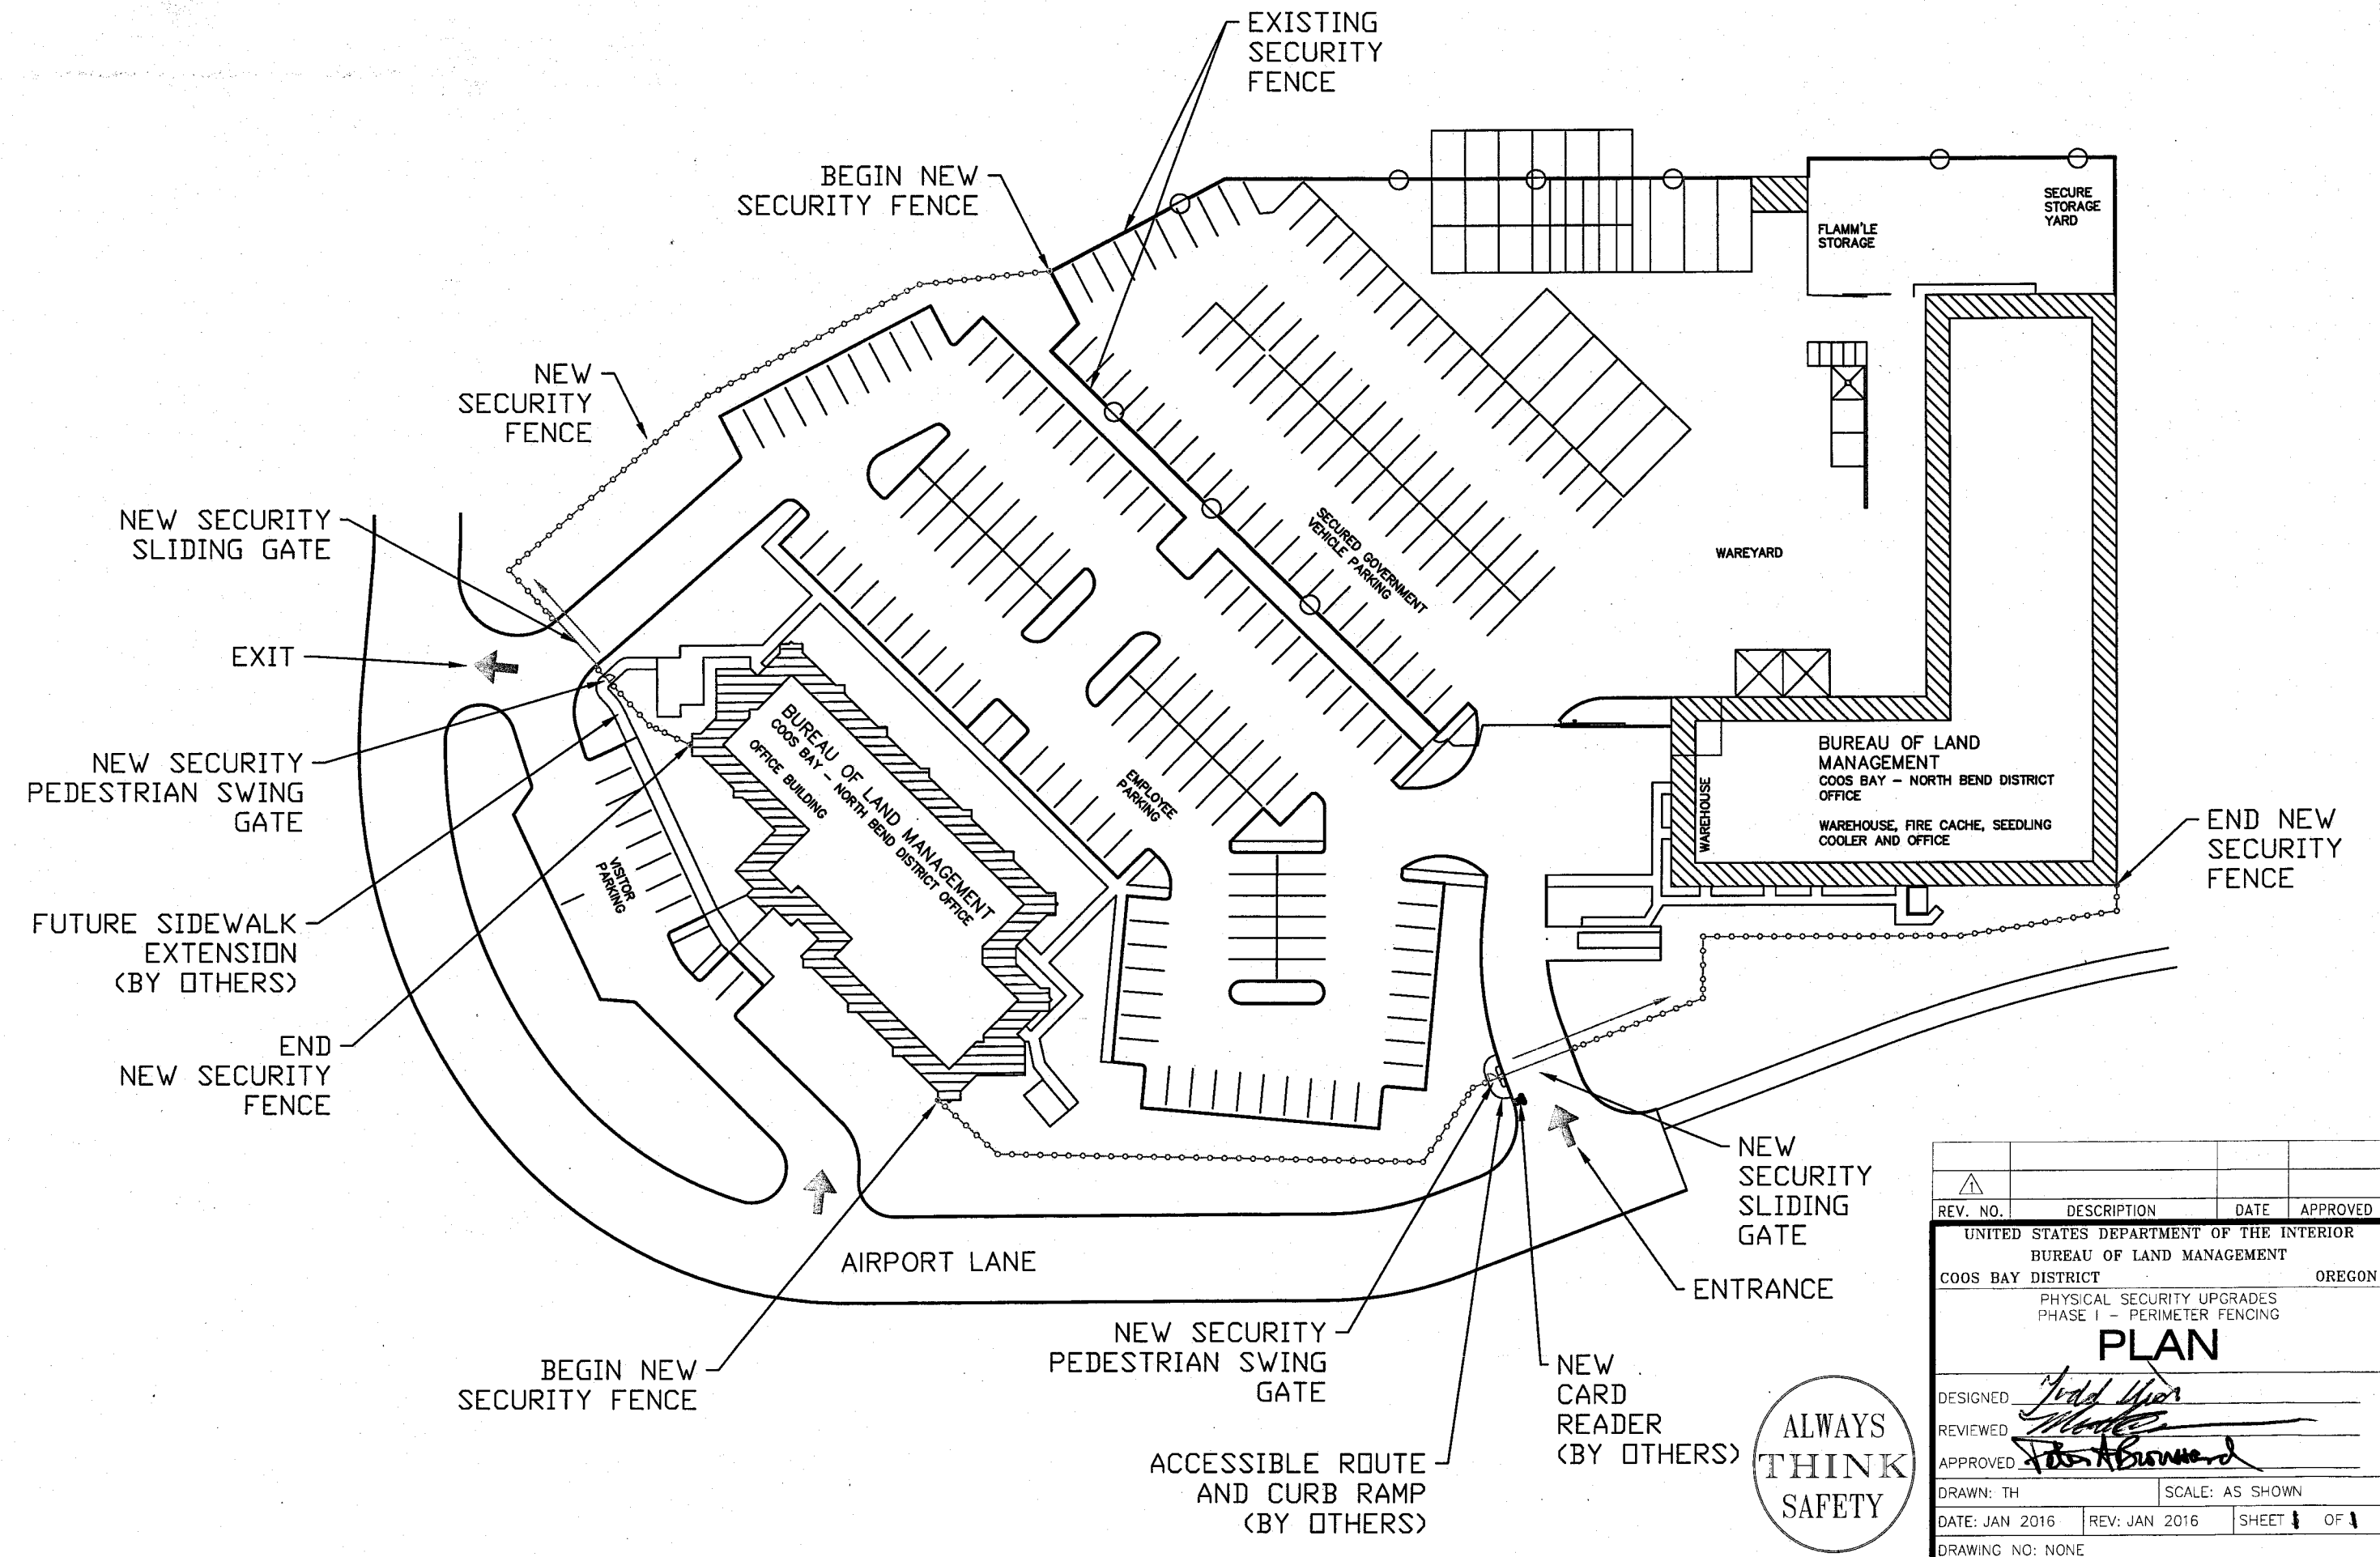 EXISTING
SECURITY
FENCE
BEGIN NEW
SECURITY FENCE
SECURE
STORAGE
YARD
FLAMM'LE
STORAGE
NEW
SECURITY
FENCE
NEW SECURITY
SLIDING GATE
SECURED GOVERNMENT
VEHICLE PARKING
WAREYARD
EXIT
NEW SECURITY
PEDESTRIAN SWING
GATE
BUREAU OF LAND MANAGEMENT
COOS BAY - NORTH BEND DISTRICT OFFICE
OFFICE BUILDING
EMPLOYEE
PARKING
BUREAU OF LAND
MANAGEMENT
COOS BAY - NORTH BEND DISTRICT
OFFICE
WAREHOUSE, FIRE CACHE, SEEDLING
COOLER AND OFFICE
WAREHOUSE
END NEW
SECURITY
FENCE
VISITOR
PARKING
FUTURE SIDEWALK
EXTENSION
(BY OTHERS)
END
NEW SECURITY
FENCE
NEW
SECURITY
SLIDING
GATE
AIRPORT LANE
ENTRANCE
NEW SECURITY
PEDESTRIAN SWING
GATE
BEGIN NEW
SECURITY FENCE
NEW
CARD
READER
(BY OTHERS)
ACCESSIBLE ROUTE
AND CURB RAMP
(BY OTHERS)
ALWAYS
THINK
SAFETY
1
REV. NO. DESCRIPTION DATE APPROVED
UNITED STATES DEPARTMENT OF THE INTERIOR
BUREAU OF LAND MANAGEMENT
COOS BAY DISTRICT OREGON
PHYSICAL SECURITY UPGRADES
PHASE I - PERIMETER FENCING
PLAN
DESIGNED
REVIEWED
APPROVED
DRAWN: TH SCALE: AS SHOWN
DATE: JAN 2016 REV: JAN 2016 SHEET 1 OF 1
DRAWING NO: NONE